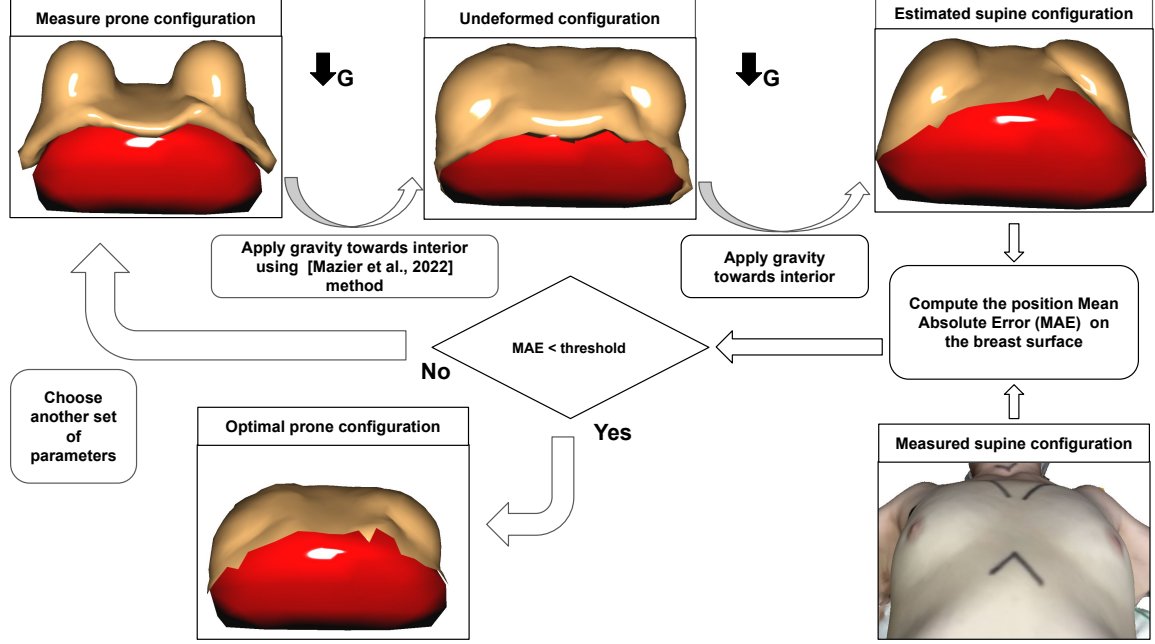 Measure prone configuration
Undeformed configuration
Estimated supine configuration
G
G
Apply gravity towards interior
using [Mazier et al., 2022]
method
Apply gravity
towards interior
Compute the position Mean
Absolute Error (MAE) on
the breast surface
MAE < threshold
No
Yes
Choose
another set
of
parameters
Optimal prone configuration
Measured supine configuration